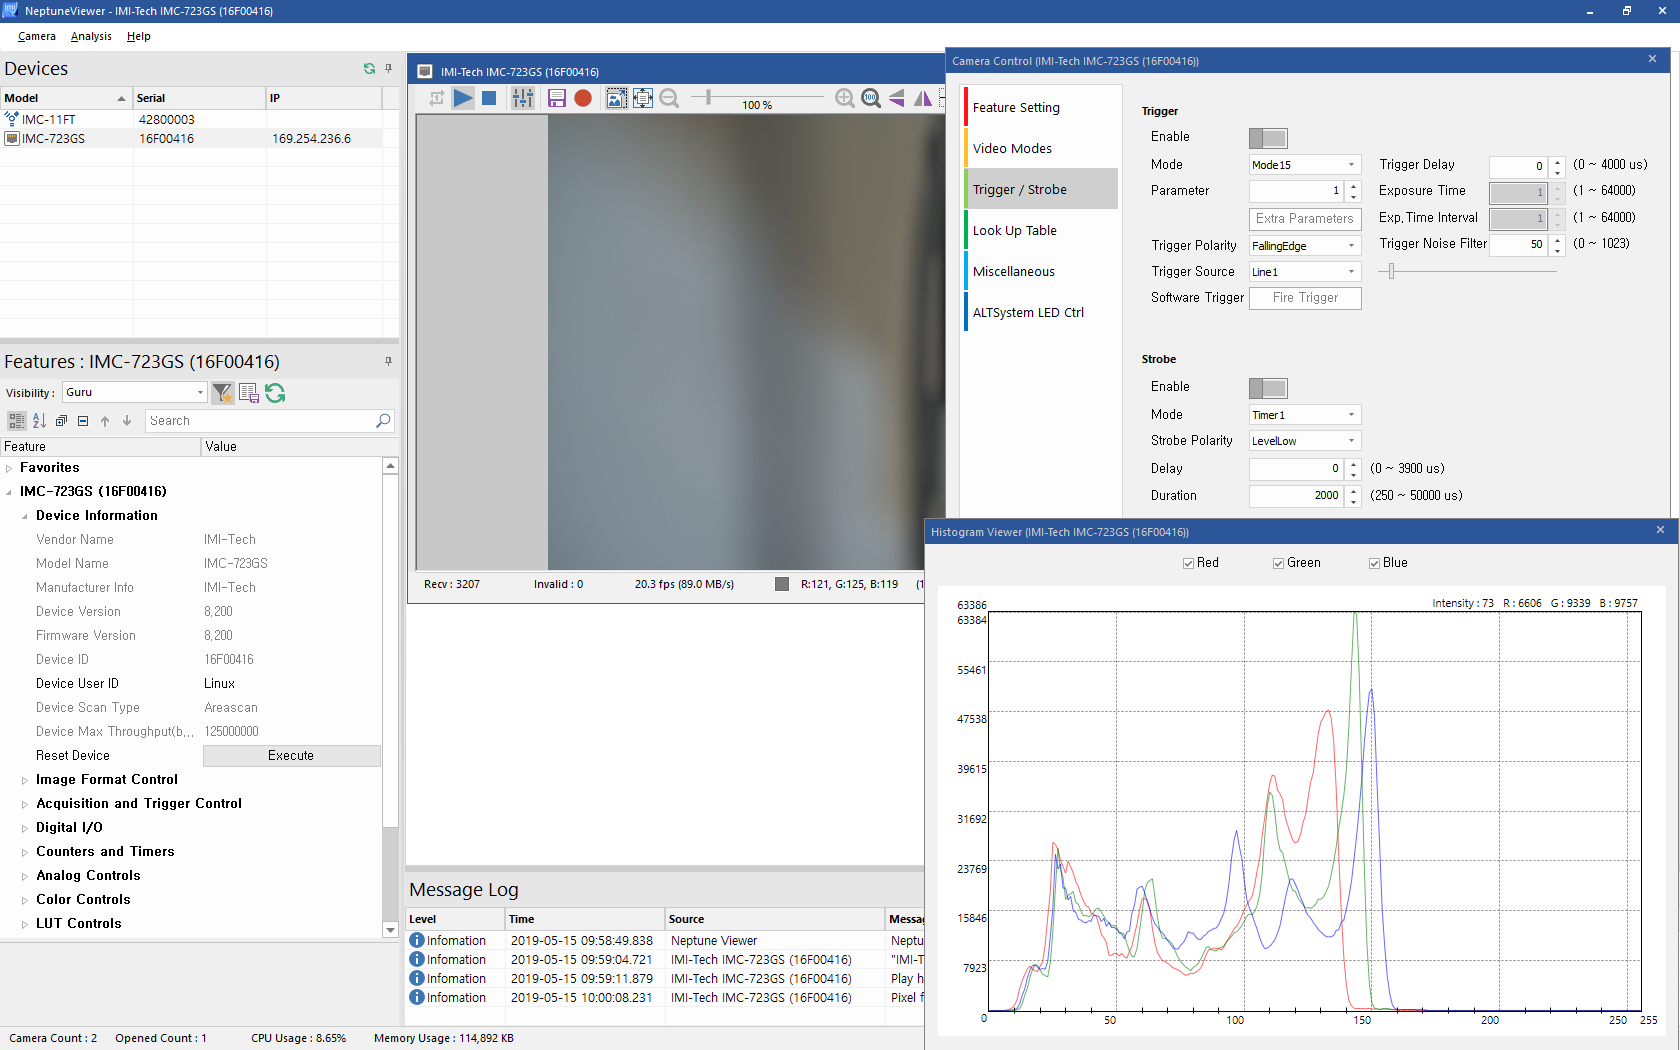 NeptuneViewer - IMI-Tech IMC-723GS (16F00416)
Camera Analysis Help
Devices
Model Serial IP
IMC-11FT 42800003
IMC-723GS 16F00416 169.254.236.6
Features : IMC-723GS (16F00416)
Visibility : Guru
Search
Feature Value
Favorites
IMC-723GS (16F00416)
Device Information
Vendor Name IMI-Tech
Model Name IMC-723GS
Manufacturer Info IMI-Tech
Device Version 8,200
Firmware Version 8,200
Device ID 16F00416
Device User ID Linux
Device Scan Type Areascan
Device Max Throughput(b... 125000000
Reset Device Execute
Image Format Control
Acquisition and Trigger Control
Digital I/O
Counters and Timers
Analog Controls
Color Controls
LUT Controls
IMI-Tech IMC-723GS (16F00416)
100 %
Recv : 3207 Invalid : 0 20.3 fps (89.0 MB/s) R:121, G:125, B:119 (1
Message Log
Level Time Source Messag
Infomation 2019-05-15 09:58:49.838 Neptune Viewer Neptu
Infomation 2019-05-15 09:59:04.721 IMI-Tech IMC-723GS (16F00416) "IMI-T
Infomation 2019-05-15 09:59:11.879 IMI-Tech IMC-723GS (16F00416) Play h
Infomation 2019-05-15 10:00:08.231 IMI-Tech IMC-723GS (16F00416) Pixel f
Camera Control (IMI-Tech IMC-723GS (16F00416))
Feature Setting
Video Modes
Trigger / Strobe
Look Up Table
Miscellaneous
ALTSystem LED Ctrl
Trigger
Enable
Mode Mode15 Trigger Delay 0 (0 ~ 4000 us)
Parameter 1 Exposure Time 1 (1 ~ 64000)
Extra Parameters Exp.Time Interval 1 (1 ~ 64000)
Trigger Polarity FallingEdge Trigger Noise Filter 50 (0 ~ 1023)
Trigger Source Line1
Software Trigger Fire Trigger
Strobe
Enable
Mode Timer1
Strobe Polarity LevelLow
Delay 0 (0 ~ 3900 us)
Duration 2000 (250 ~ 50000 us)
Histogram Viewer (IMI-Tech IMC-723GS (16F00416))
Red Green Blue
Intensity : 73 R : 6606 G : 9339 B : 9757
63386
63384
55461
47538
39615
31692
23769
15846
7923
0 50 100 150 200 250 255
Camera Count : 2 Opened Count : 1 CPU Usage : 8.65% Memory Usage : 114,892 KB